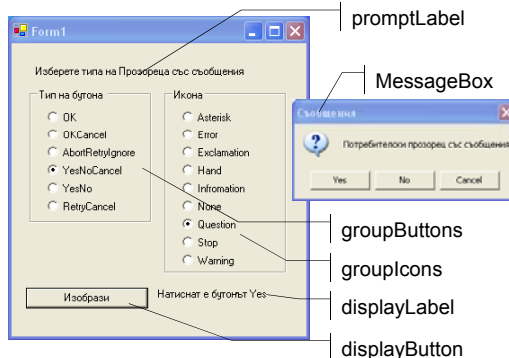 Form1
promptLabel
Изберете типа на Прозореца със съобщения
MessageBox
Тип на бутона
Икона
OK
OKCancel
AbortRetryIgnore
YesNoCancel
YesNo
RetryCancel
Asterisk
Error
Exclamation
Hand
Infromation
None
Question
Stop
Warning
Съобщения
Потребителски прозорец със съобщения
Yes
No
Cancel
groupButtons
groupIcons
Изобрази
Натиснат е бутонът Yes
displayLabel
displayButton